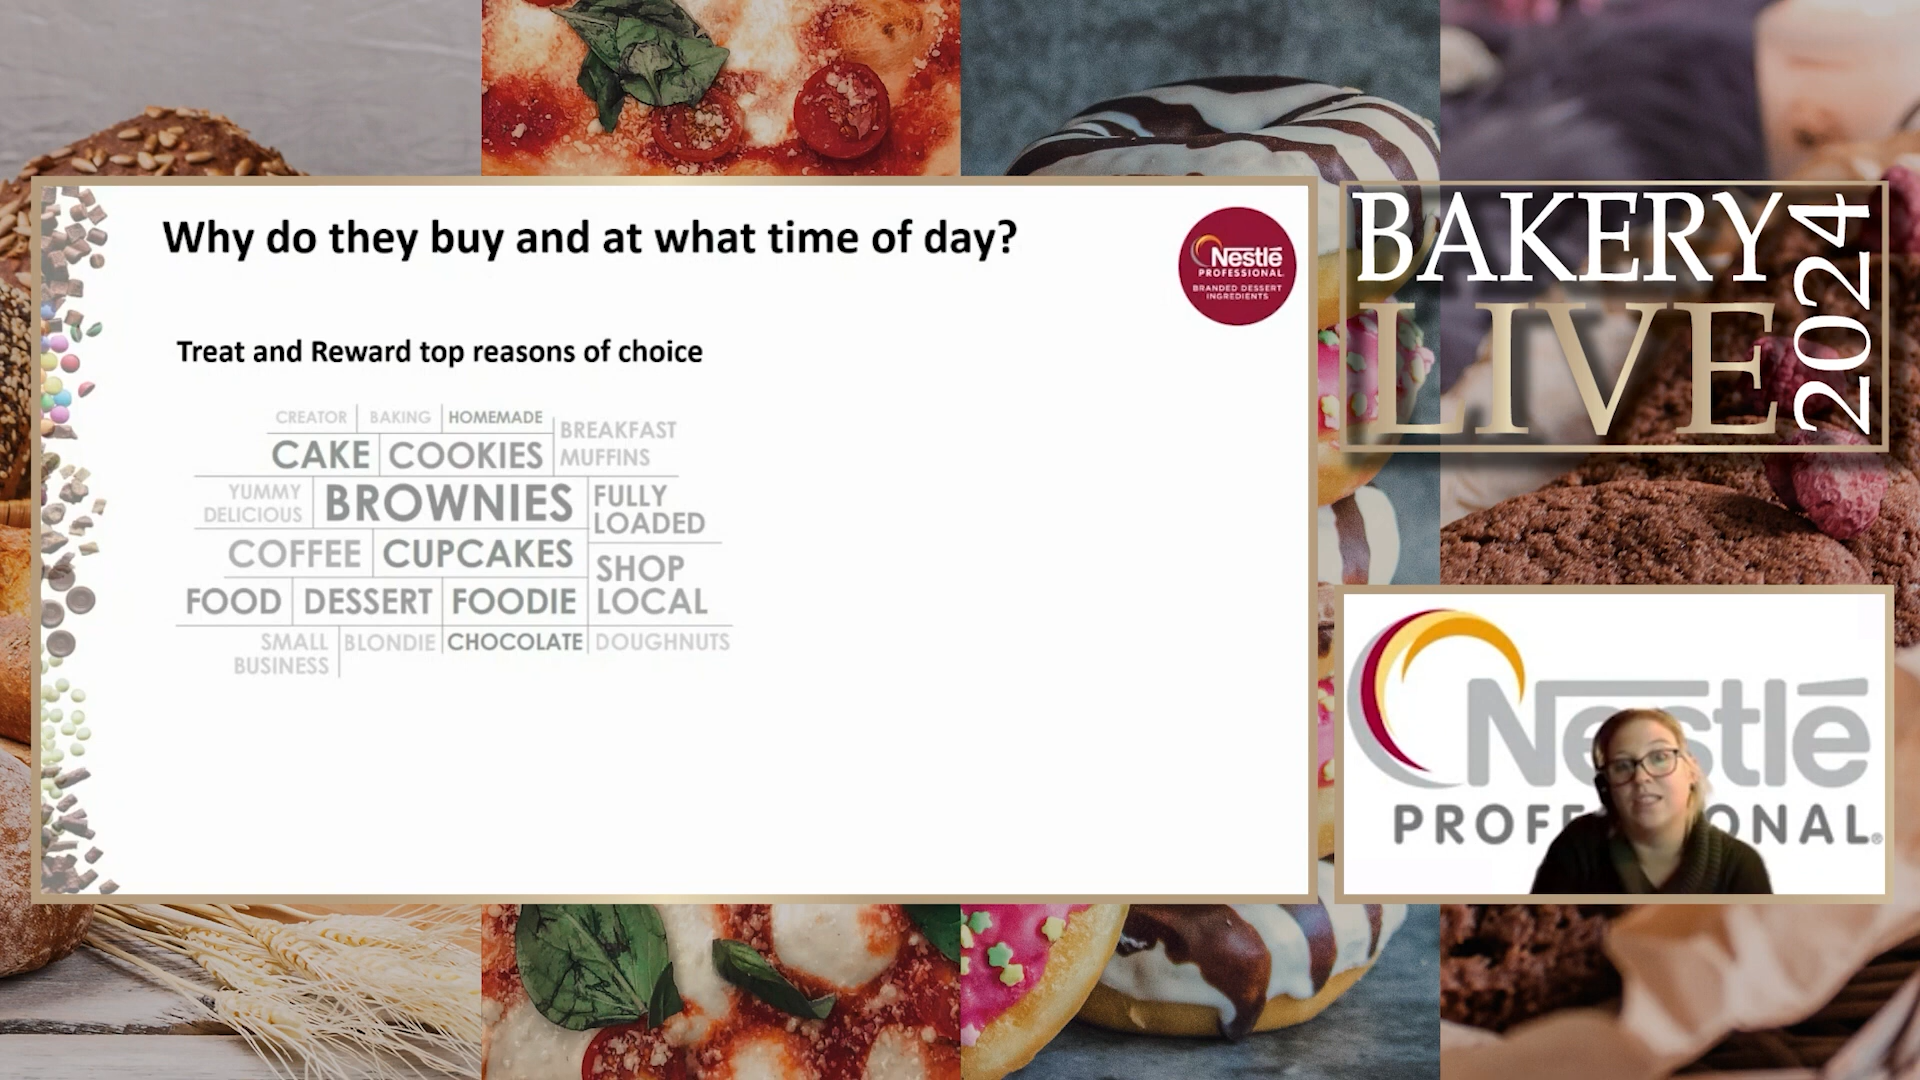 Why do they buy and at what time of day?
Nestlé
PROFESSIONAL.
BRANDED DESSERT
INGREDIENTS
Treat and Reward top reasons of choice
CREATOR BAKING HOMEMADE
BREAKFAST
MUFFINS
CAKE COOKIES
YUMMY
DELICIOUS
BROWNIES
FULLY
LOADED
COFFEE CUPCAKES
SHOP
LOCAL
FOOD DESSERT FOODIE
SMALL
BUSINESS
BLONDIE CHOCOLATE DOUGHNUTS
BAKERY
LIVE
2024
Nestlé
PROF ONAL